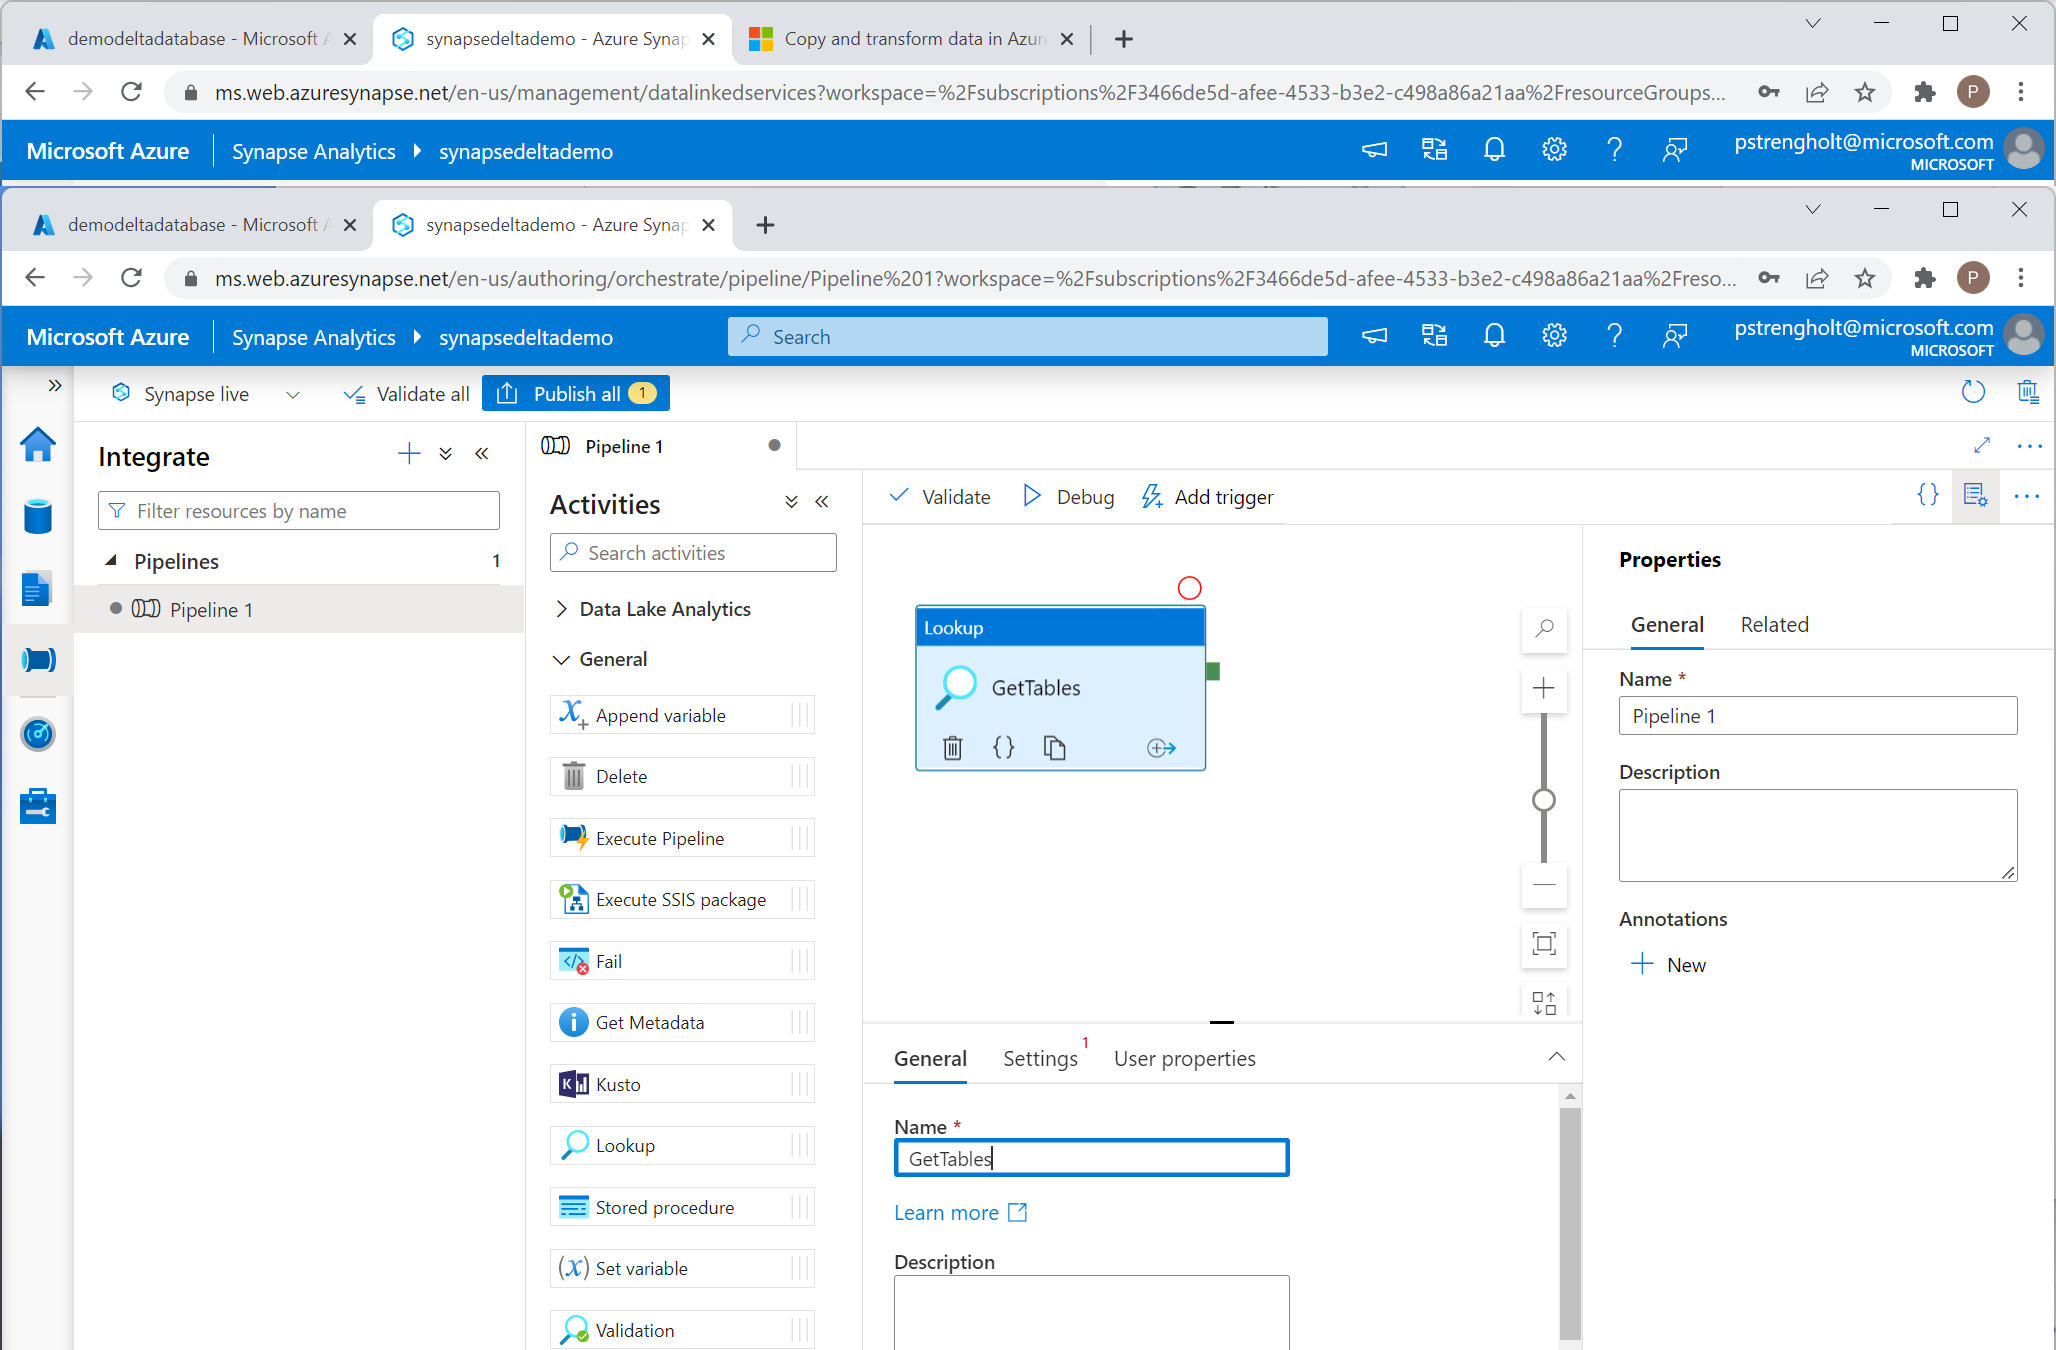 demodeltadatabase - Microsoft
synapsedeltademo - Azure Synap
Copy and transform data in Azur
ms.web.azuresynapse.net/en-us/management/datalinkedservices?workspace=%2Fsubscriptions%2F3466de5d-afee-4533-b3e2-c498a86a21aa%2FresourceGroups...
P
Microsoft Azure
Synapse Analytics
synapsedeltademo
pstrengholt@microsoft.com
MICROSOFT
demodeltadatabase - Microsoft
synapsedeltademo - Azure Synap
ms.web.azuresynapse.net/en-us/authoring/orchestrate/pipeline/Pipeline%201?workspace=%2Fsubscriptions%2F3466de5d-afee-4533-b3e2-c498a86a21aa%2Freso...
P
Microsoft Azure
Synapse Analytics
synapsedeltademo
Search
pstrengholt@microsoft.com
MICROSOFT
Synapse live
Validate all
Publish all 1
Integrate
Filter resources by name
Pipelines 1
Pipeline 1
Pipeline 1
Activities
Search activities
Data Lake Analytics
General
Append variable
Delete
Execute Pipeline
Execute SSIS package
Fail
Get Metadata
Kusto
Lookup
Stored procedure
Set variable
Validation
Validate
Debug
Add trigger
Lookup
GetTables
General
Settings 1
User properties
Name *
GetTables
Learn more
Description
Properties
General
Related
Name *
Pipeline 1
Description
Annotations
New